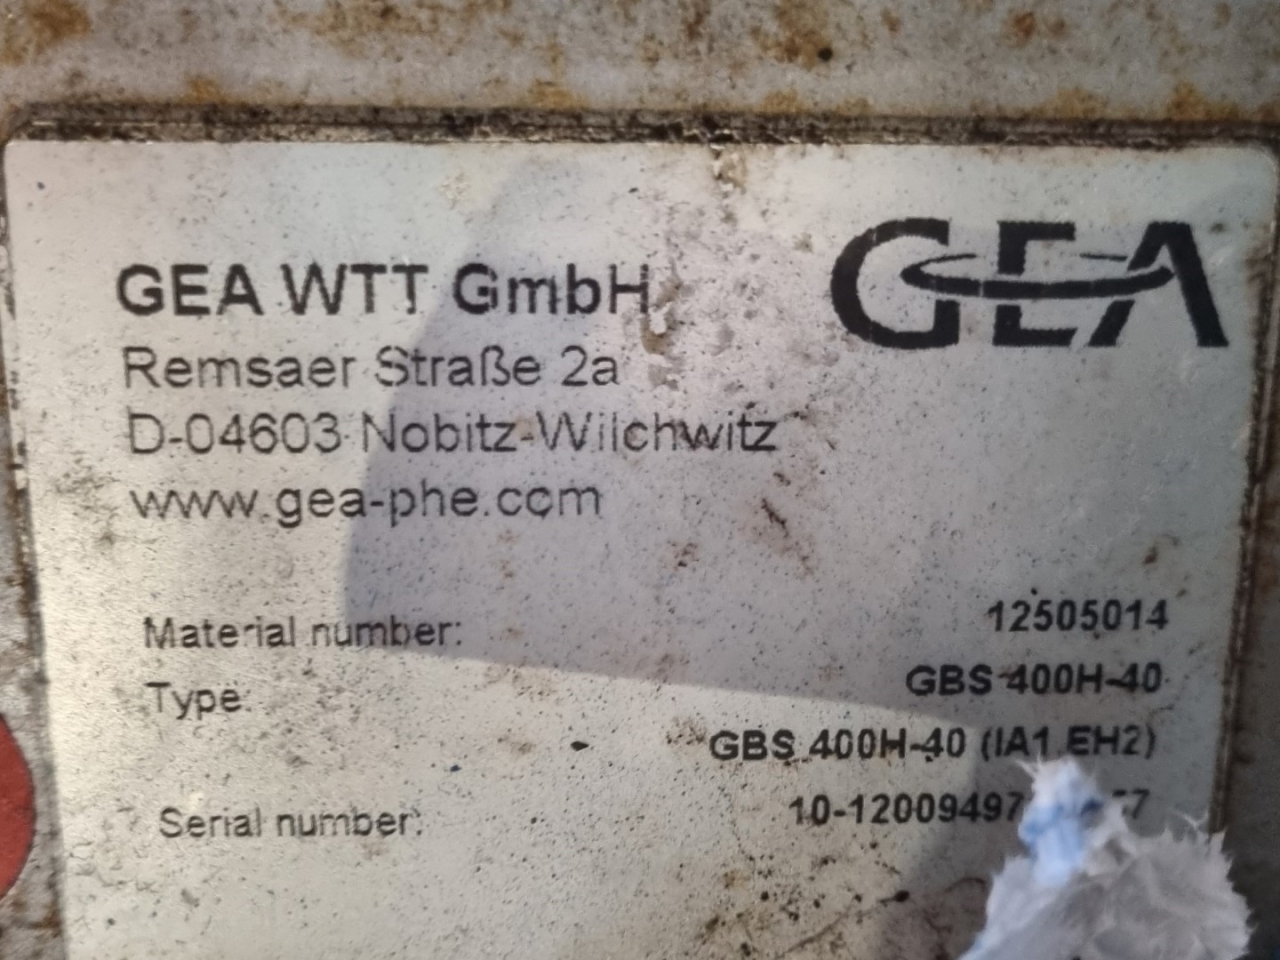 GEA WTT GmbH
GEA
Remsaer Straße 2a
D-04603 Nobitz-Wilchwitz
www.gea-phe.com
Material number: 12505014
Type: GBS 400H-40
GBS 400H-40 (IA1 EH2)
Serial number: